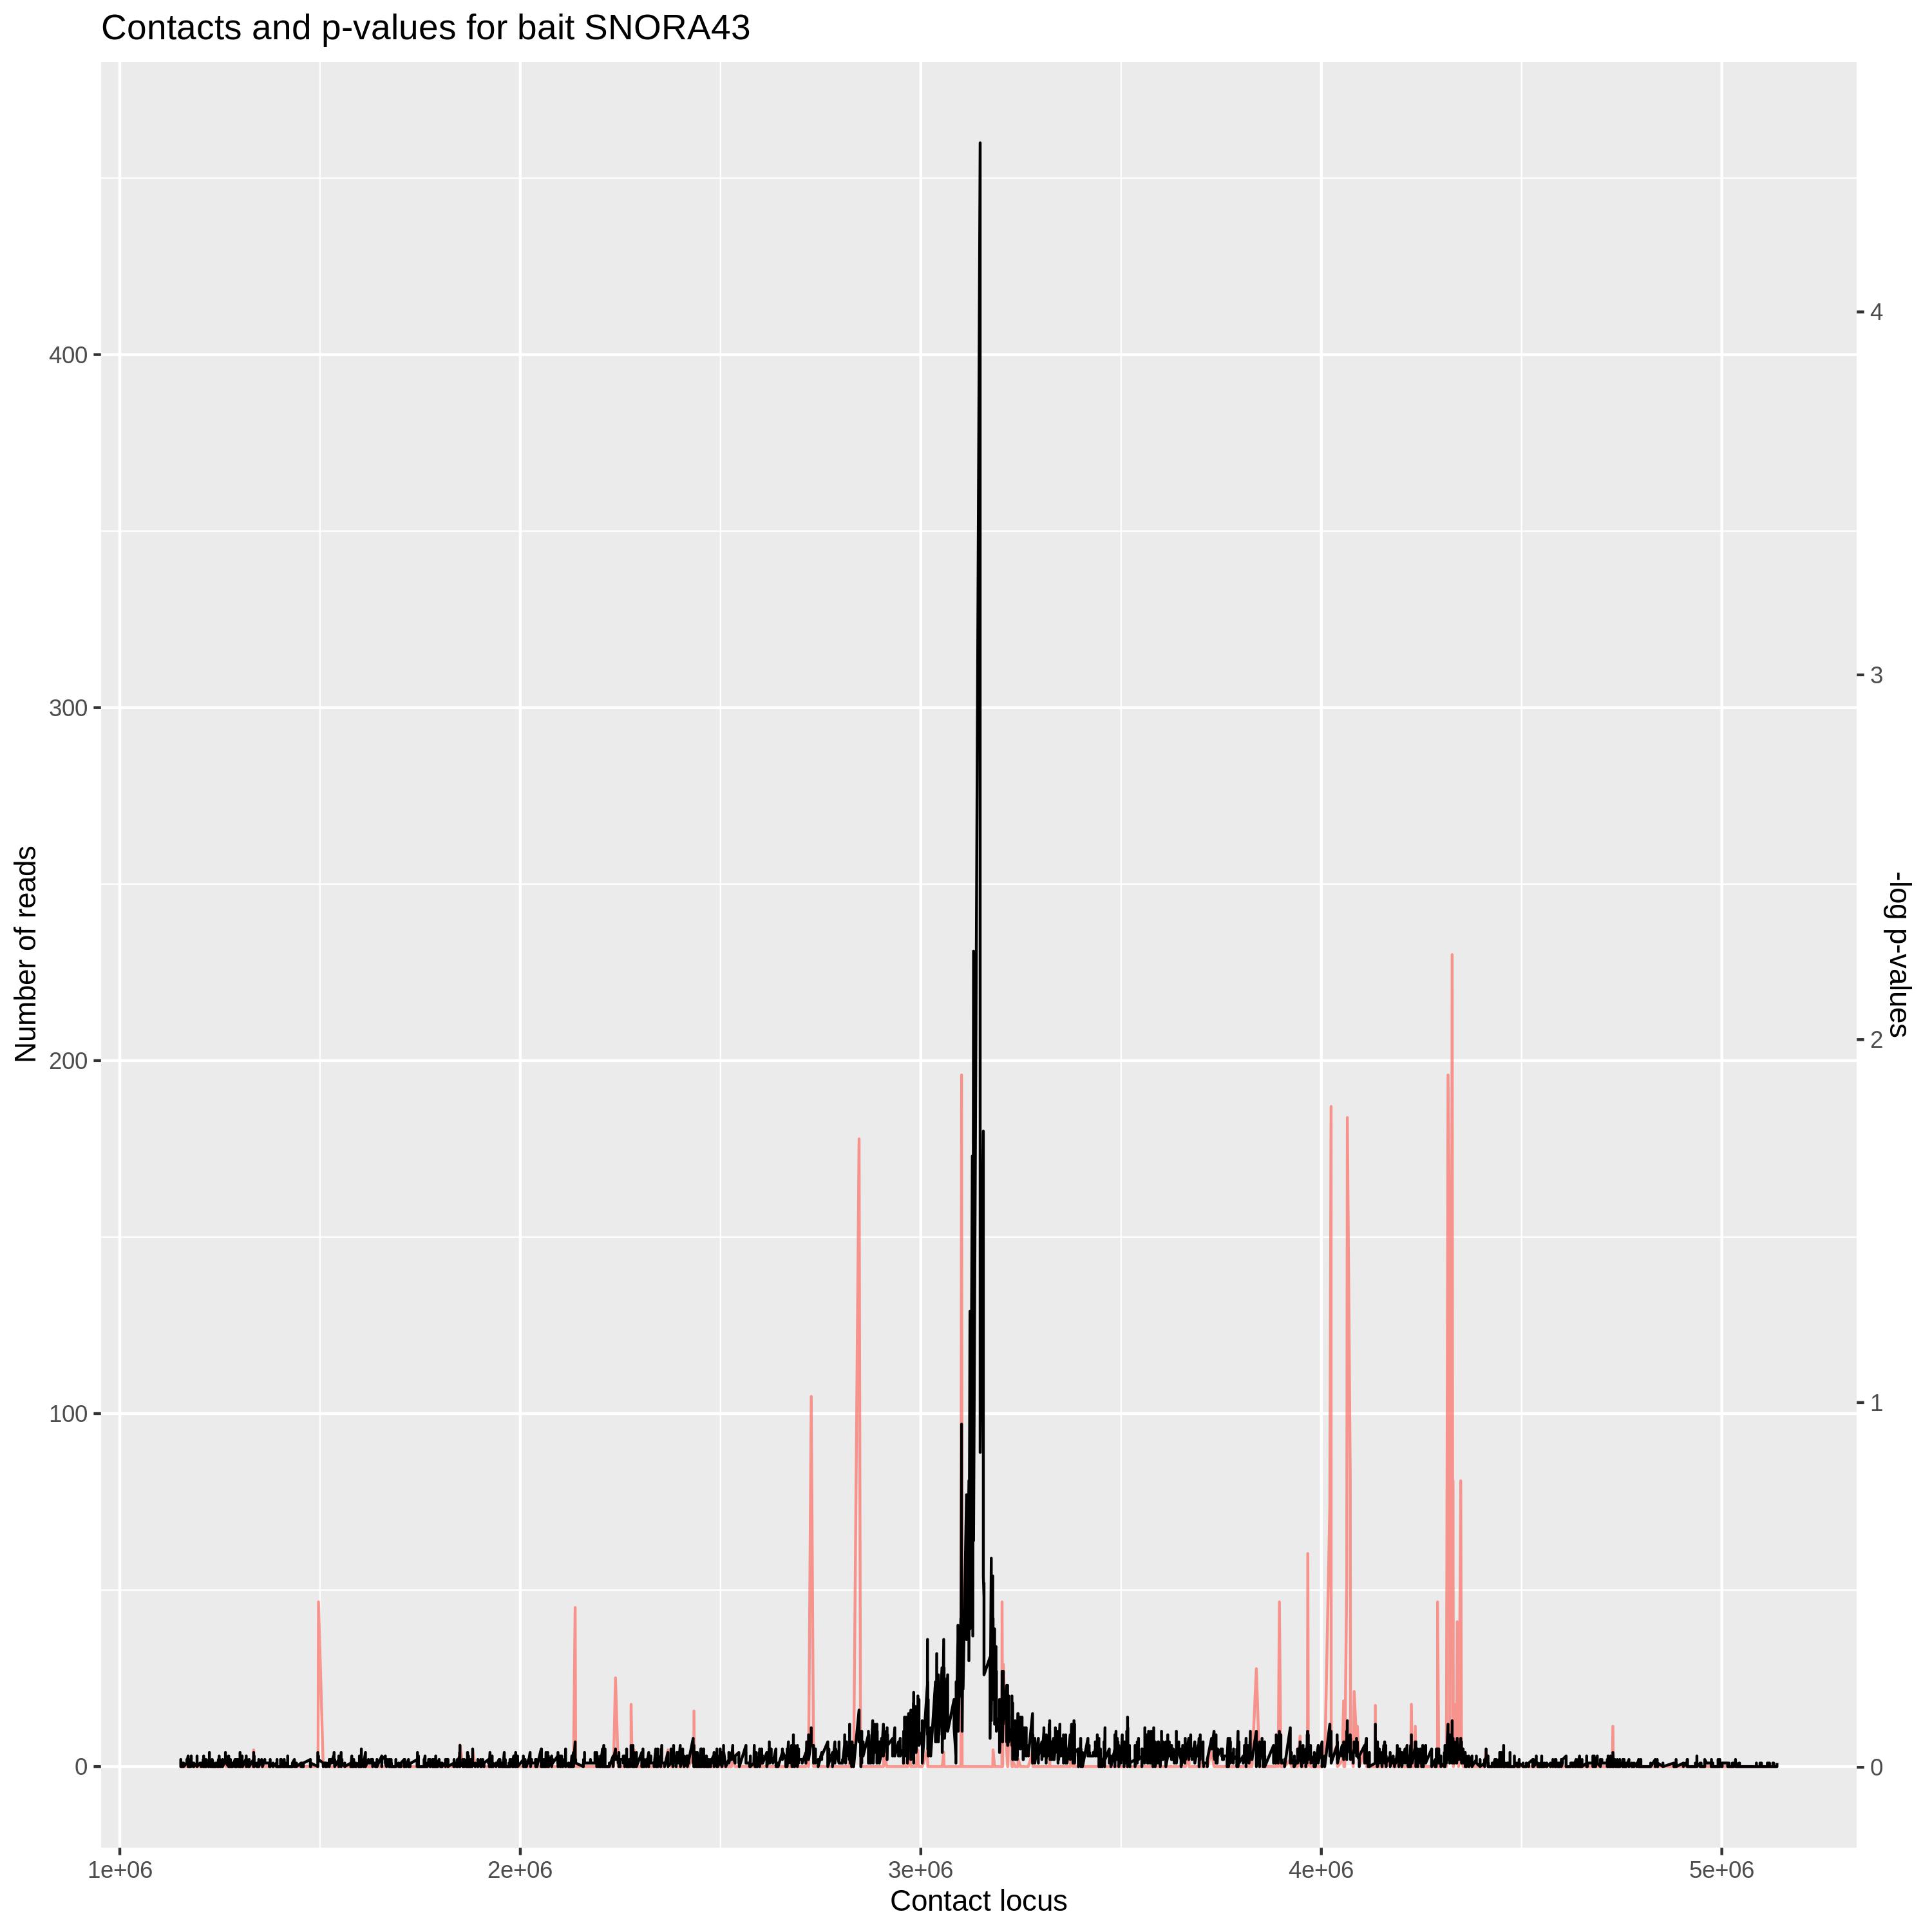 Contacts and p-values for bait SNORA43
Number of reads
400
300
200
100
0
4
3
2
1
0
-log p-values
1e+06 2e+06 3e+06 4e+06 5e+06
Contact locus